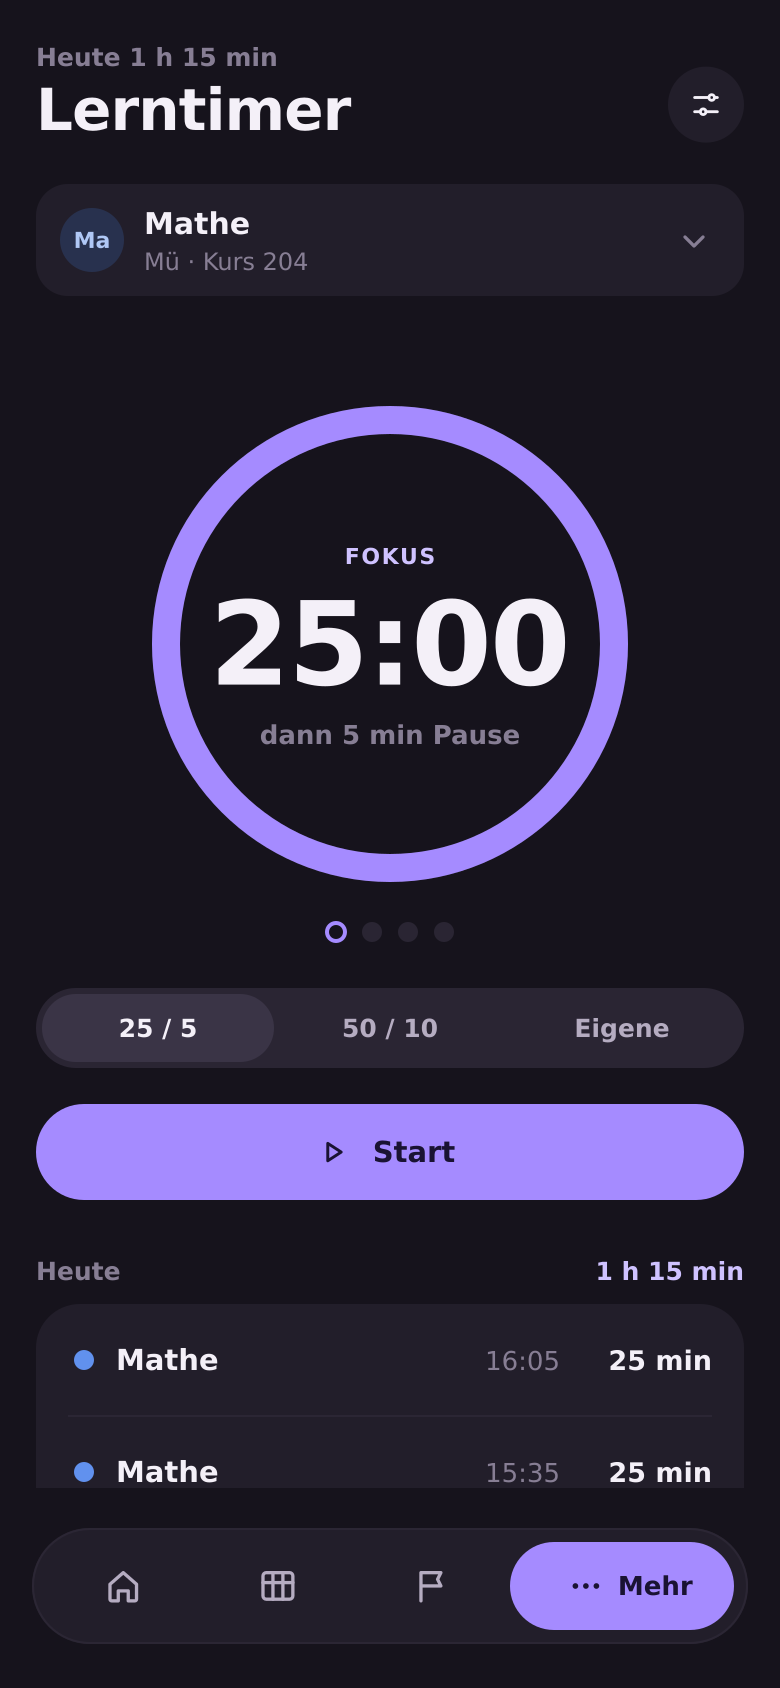 Heute 1 h 15 min
Lerntimer
Ma
Mathe
Mü · Kurs 204
FOKUS
25:00
dann 5 min Pause
25 / 5 50 / 10 Eigene
Start
Heute 1 h 15 min
Mathe 16:05 25 min
Mathe 15:35 25 min
Mehr